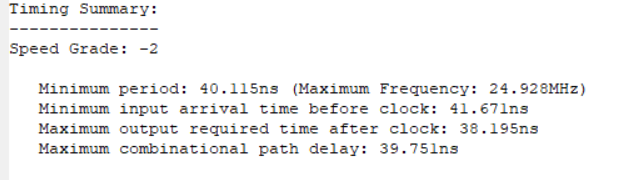 Timing Summary:
---------------
Speed Grade: -2
Minimum period: 40.115ns (Maximum Frequency: 24.928MHz)
Minimum input arrival time before clock: 41.671ns
Maximum output required time after clock: 38.195ns
Maximum combinational path delay: 39.751ns